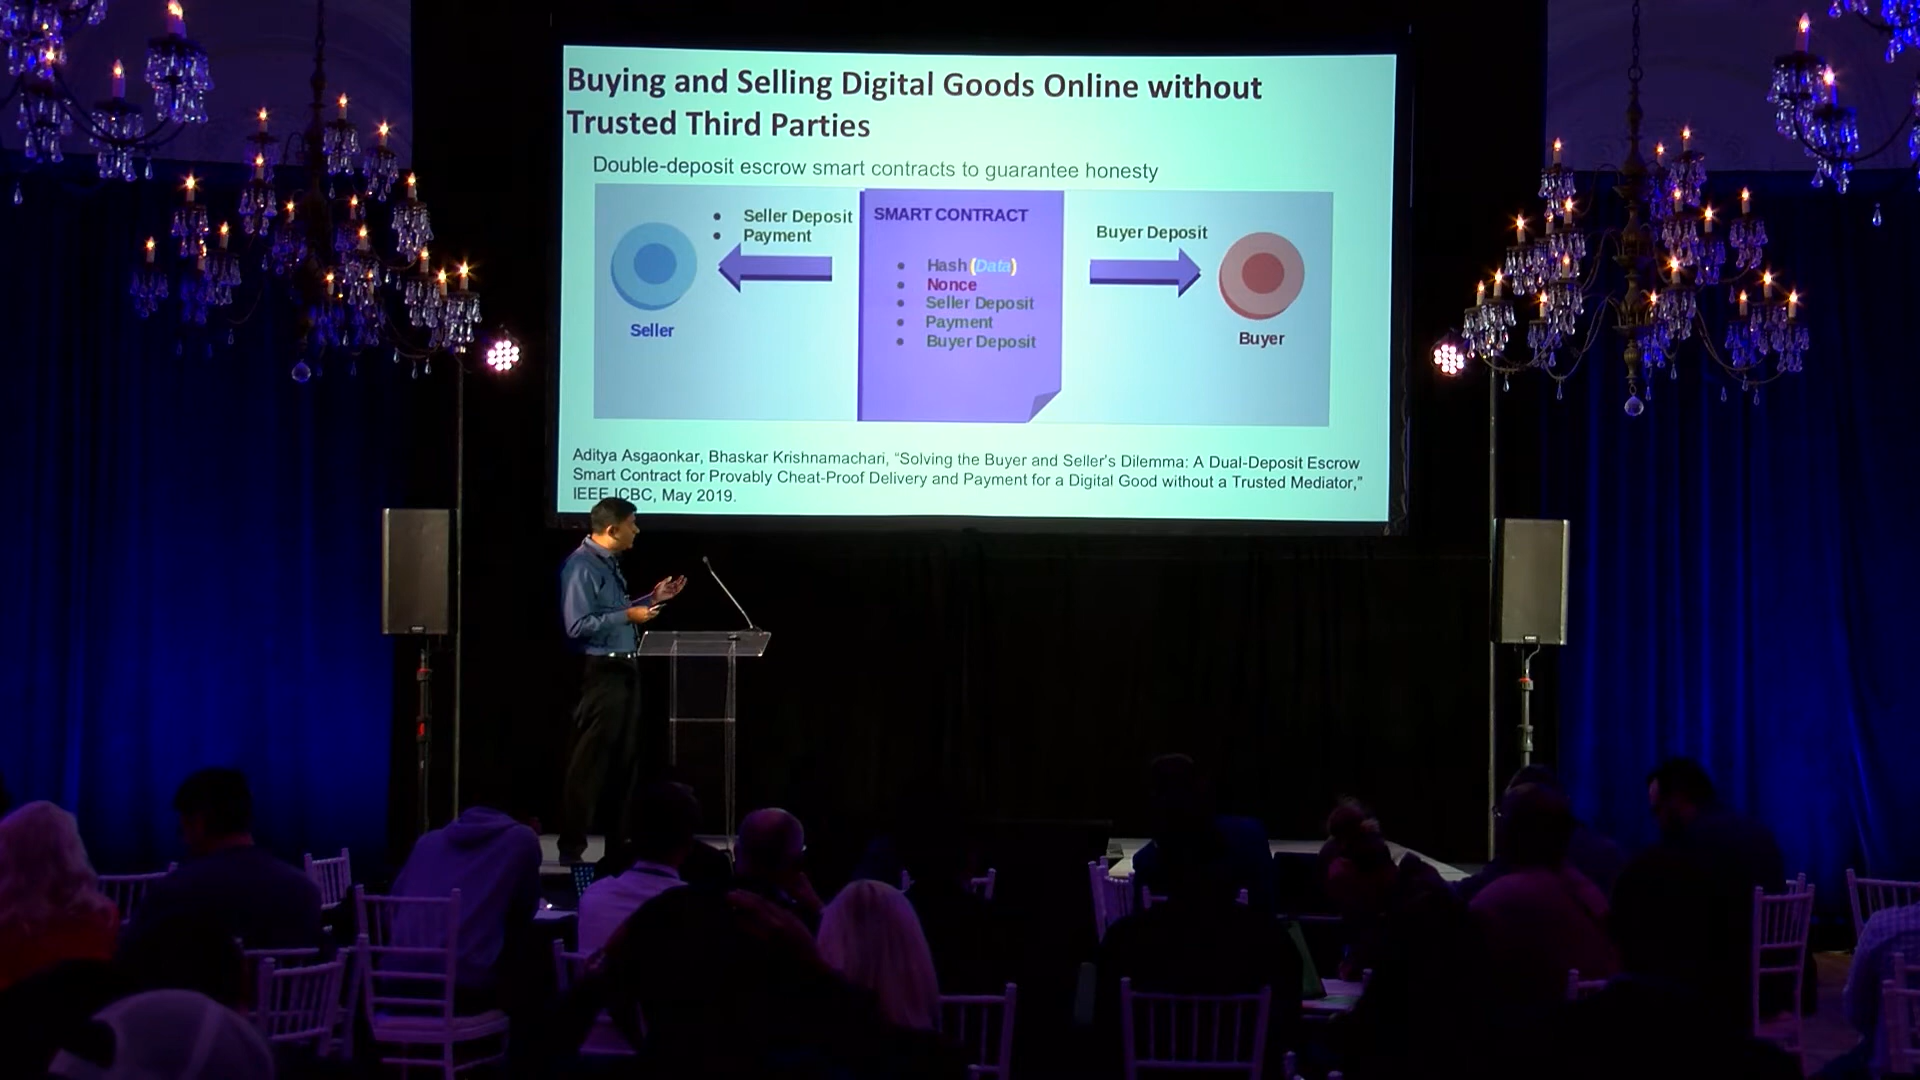 Buying and Selling Digital Goods Online without
Trusted Third Parties
Double-deposit escrow smart contracts to guarantee honesty
• Seller Deposit
• Payment
Seller
SMART CONTRACT
• Hash (Data)
• Nonce
• Seller Deposit
• Payment
• Buyer Deposit
Buyer Deposit
Buyer
Aditya Asgaonkar, Bhaskar Krishnamachari, “Solving the Buyer and Seller's Dilemma: A Dual-Deposit Escrow
Smart Contract for Provably Cheat-Proof Delivery and Payment for a Digital Good without a Trusted Mediator,”
IEEE ICBC, May 2019.